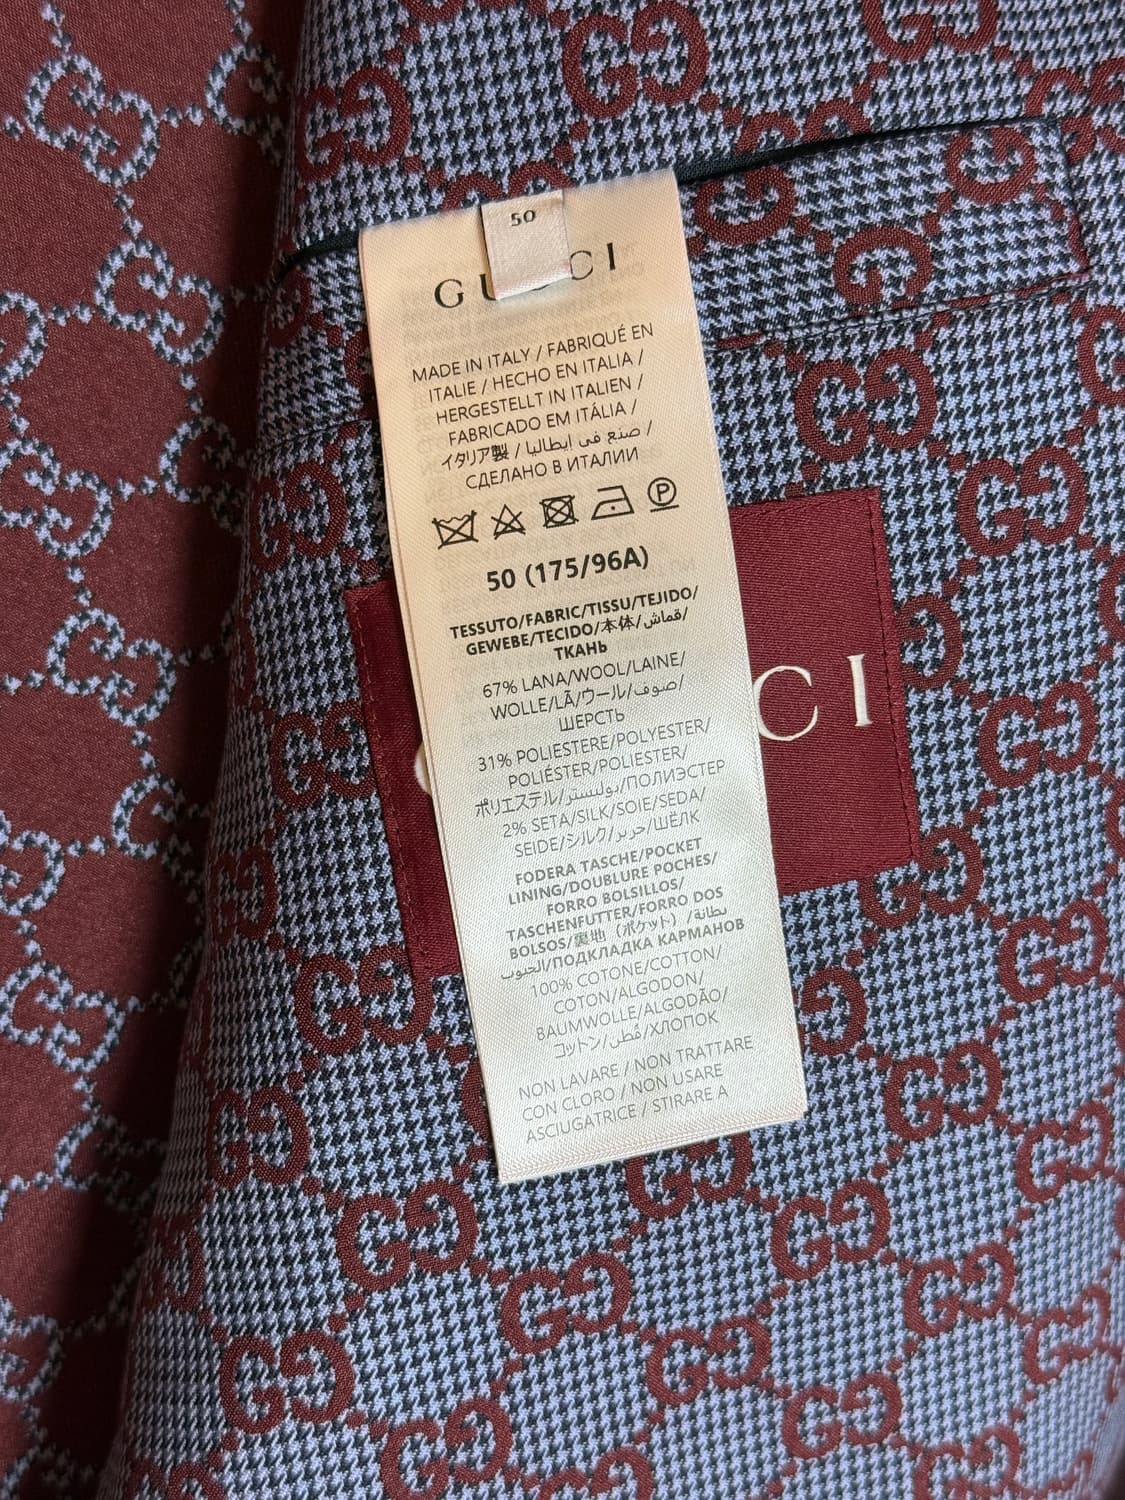 50
GUCCI
MADE IN ITALY / FABRIQUÉ EN
ITALIE / HECHO EN ITALIA /
HERGESTELLT IN ITALIEN /
FABRICADO EM ITÁLIA /
イタリア製 / صنع في إيطاليا /
СДЕЛАНО В ИТАЛИИ
P
50 (175/96A)
TESSUTO/FABRIC/TISSU/TEJIDO/
GEWEBE/TECIDO/本体/قماش/
ТКАНЬ
67% LANA/WOOL/LAINE/
WOLLE/LÃ/ウール/صوف/
ШЕРСТЬ
31% POLIESTERE/POLYESTER/
POLIÉSTER/POLIESTER/
ポリエステル/بوليستر/ПОЛИЭСТЕР
2% SETA/SILK/SOIE/SEDA/
SEIDE/シルク/حرير/ШЁЛК
FODERA TASCHE/POCKET
LINING/DOUBLURE POCHES/
FORRO BOLSILLOS/
TASCHENFUTTER/FORRO DOS
BOLSOS/裏地（ポケット）/بطانة
الجيوب/ПОДКЛАДКА КАРМАНОВ
100% COTONE/COTTON/
COTON/ALGODON/
BAUMWOLLE/ALGODÃO/
コットン/قطن/ХЛОПОК
NON LAVARE / NON TRATTARE
CON CLORO / NON USARE
ASCIUGATRICE / STIRARE A
CI